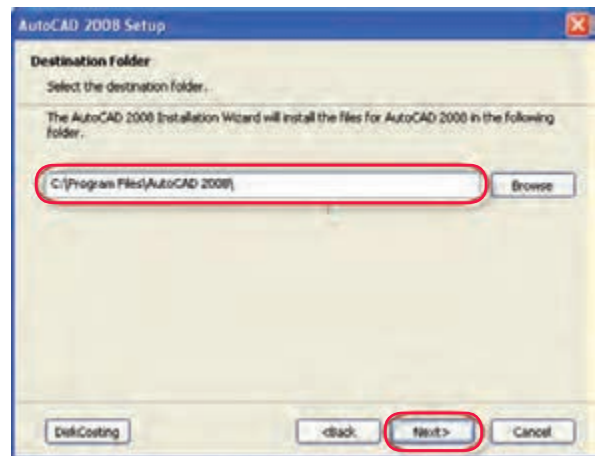 AutoCAD 2008 Setup
Destination Folder
Select the destination folder.
The AutoCAD 2008 Installation Wizard will install the files for AutoCAD 2008 in the following
folder.
C:\Program Files\AutoCAD 2008\
Browse
DiskCosting
<Back
Next>
Cancel